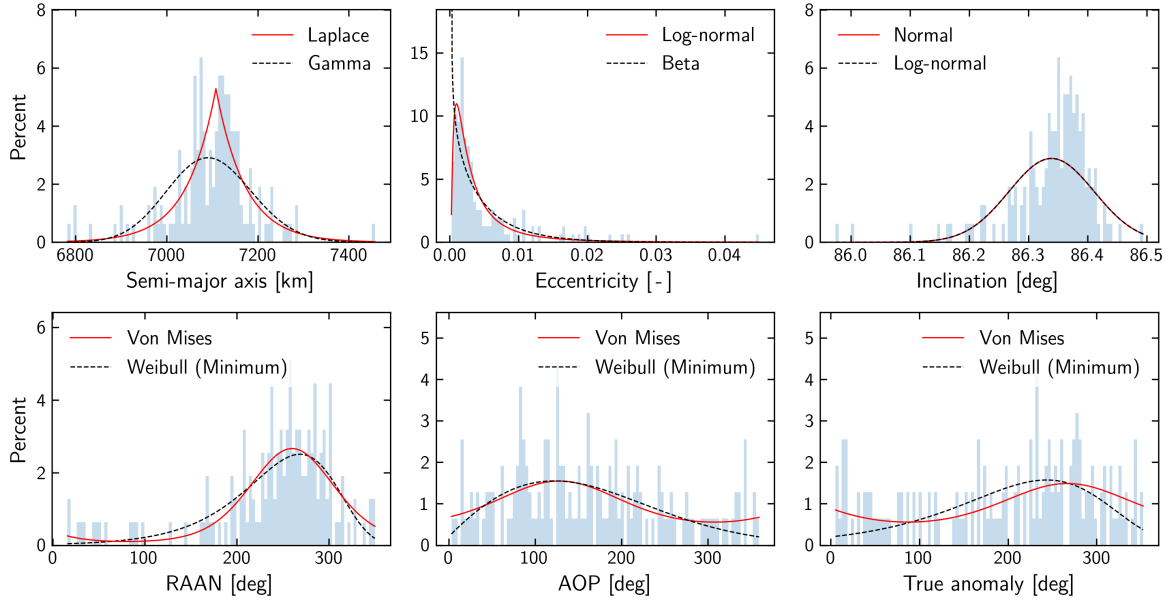 8
6
4
2
0
Percent
Laplace
Gamma
6800
7000
7200
7400
Semi-major axis [km]
15
10
5
0
Log-normal
Beta
0.00
0.01
0.02
0.03
0.04
Eccentricity [-]
8
6
4
2
0
Normal
Log-normal
86.0
86.1
86.2
86.3
86.4
86.5
Inclination [deg]
6
4
2
0
Percent
Von Mises
Weibull (Minimum)
0
100
200
300
RAAN [deg]
5
4
3
2
1
0
Von Mises
Weibull (Minimum)
0
100
200
300
AOP [deg]
5
4
3
2
1
0
Von Mises
Weibull (Minimum)
0
100
200
300
True anomaly [deg]